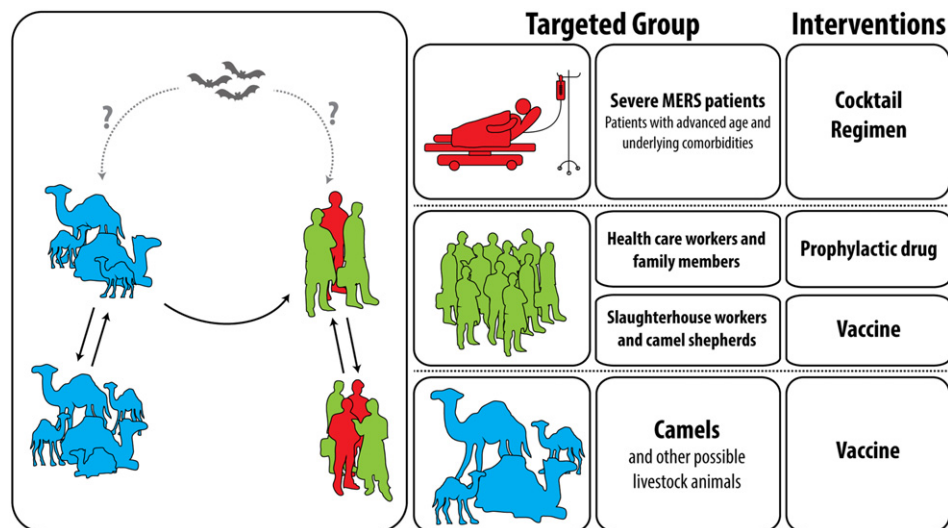 Targeted Group
Interventions
?
?
Severe MERS patients
Patients with advanced age and
underlying comorbidities
Cocktail
Regimen
Health care workers and
family members
Prophylactic drug
Slaughterhouse workers
and camel shepherds
Vaccine
Camels
and other possible
livestock animals
Vaccine